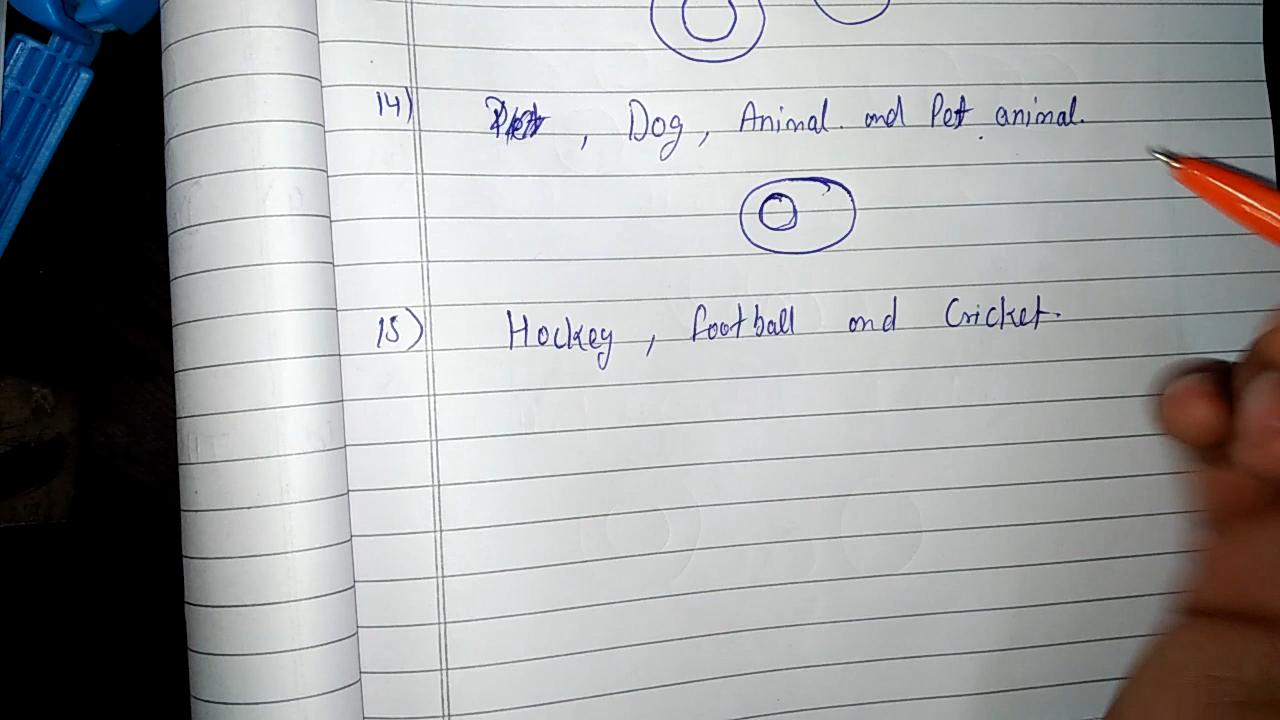 14) , Dog, Animal. and Pet animal.
15) Hockey, football and Cricket.